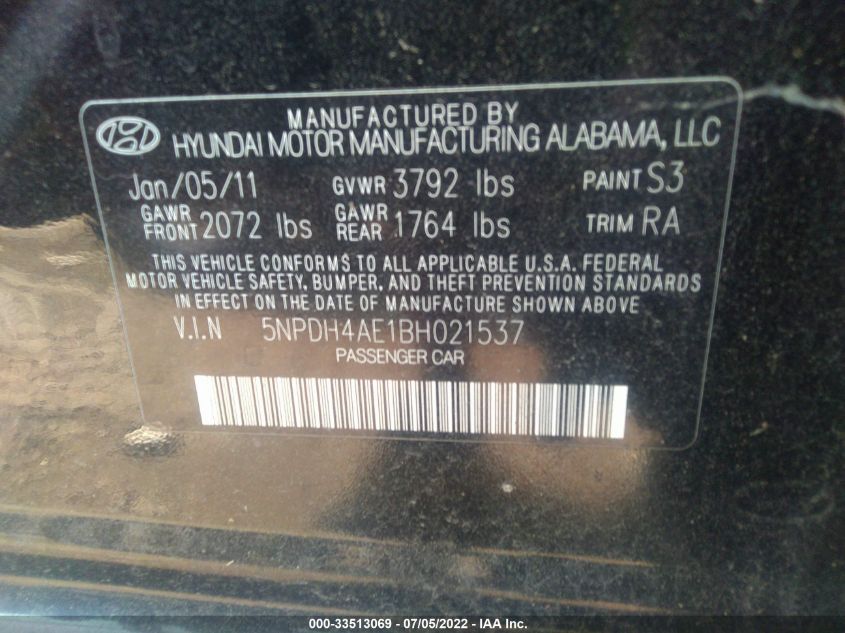 MANUFACTURED BY
HYUNDAI MOTOR MANUFACTURING ALABAMA, LLC
Jan/05/11 GVWR 3792 lbs PAINT S3
GAWR FRONT 2072 lbs GAWR REAR 1764 lbs TRIM RA
THIS VEHICLE CONFORMS TO ALL APPLICABLE U.S.A. FEDERAL
MOTOR VEHICLE SAFETY, BUMPER, AND THEFT PREVENTION STANDARDS
IN EFFECT ON THE DATE OF MANUFACTURE SHOWN ABOVE
V.I.N 5NPDH4AE1BH021537
PASSENGER CAR
000-33513069 - 07/05/2022 - IAA Inc.